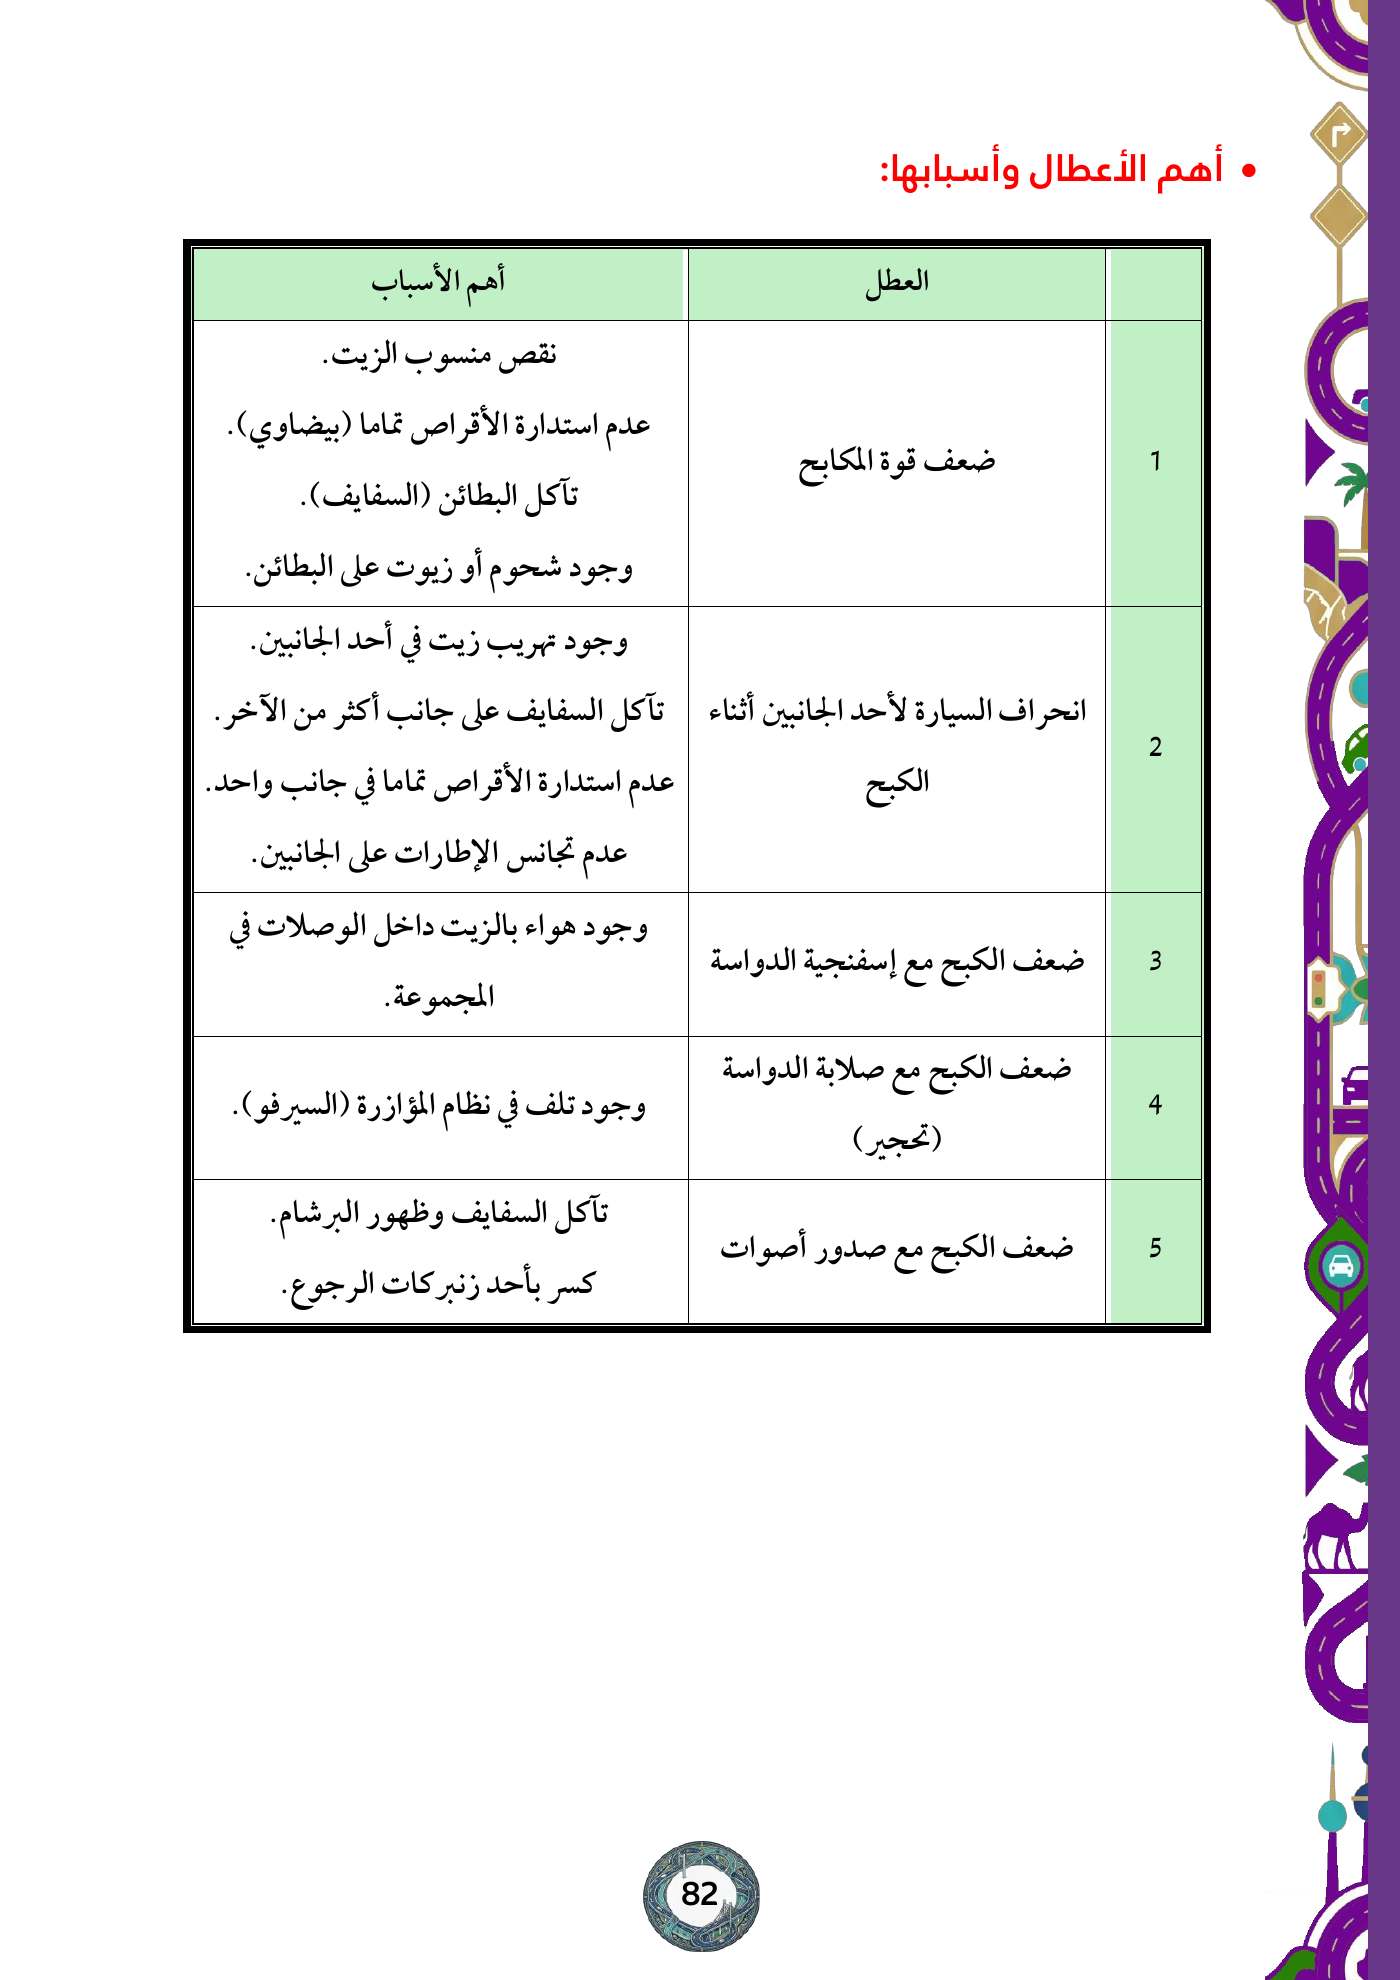 • أهم الأعطال وأسبابها:
العطل
أهم الأسباب
1
ضعف قوة المكابح
نقص منسوب الزيت.
عدم استدارة الأقراص تماما (بيضاوي).
تآكل البطائن (السفايف).
وجود شحوم أو زيوت على البطائن.
2
انحراف السيارة لأحد الجانبين أثناء
الكبح
وجود تهريب زيت في أحد الجانبين.
تآكل السفايف على جانب أكثر من الآخر.
عدم استدارة الأقراص تماما في جانب واحد.
عدم تجانس الإطارات على الجانبين.
3
ضعف الكبح مع إسفنجية الدواسة
وجود هواء بالزيت داخل الوصلات في
المجموعة.
4
ضعف الكبح مع صلابة الدواسة
(تحجير)
وجود تلف في نظام المؤازرة (السيرفو).
5
ضعف الكبح مع صدور أصوات
تآكل السفايف وظهور البرشام.
كسر بأحد زنبركات الرجوع.
82